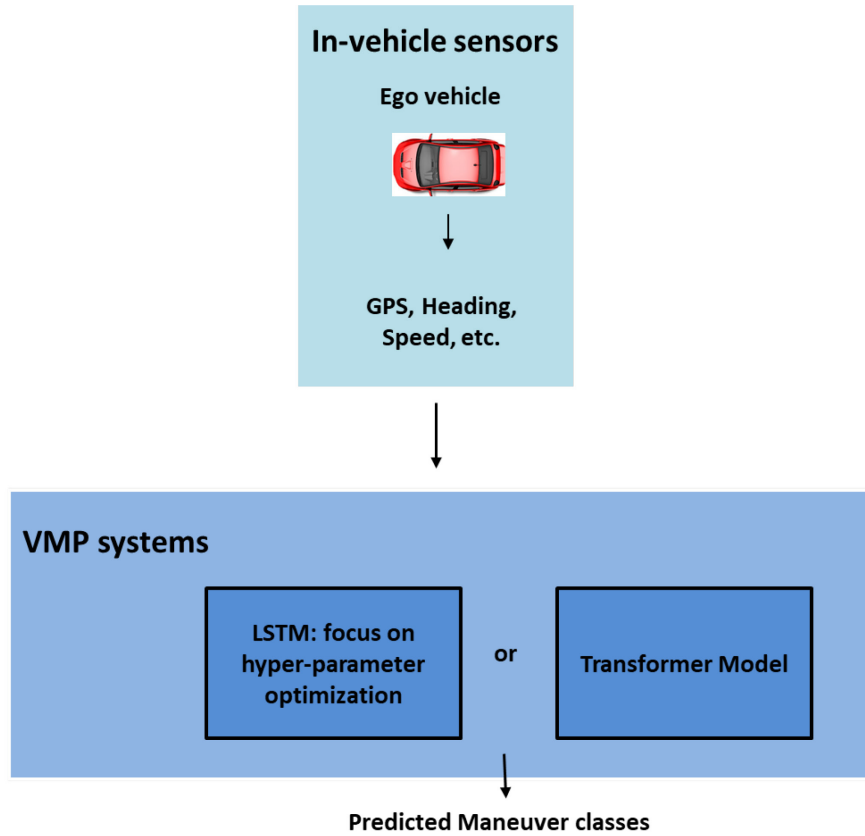 In-vehicle sensors
Ego vehicle
GPS, Heading,
Speed, etc.
VMP systems
LSTM: focus on
hyper-parameter
optimization
or
Transformer Model
Predicted Maneuver classes